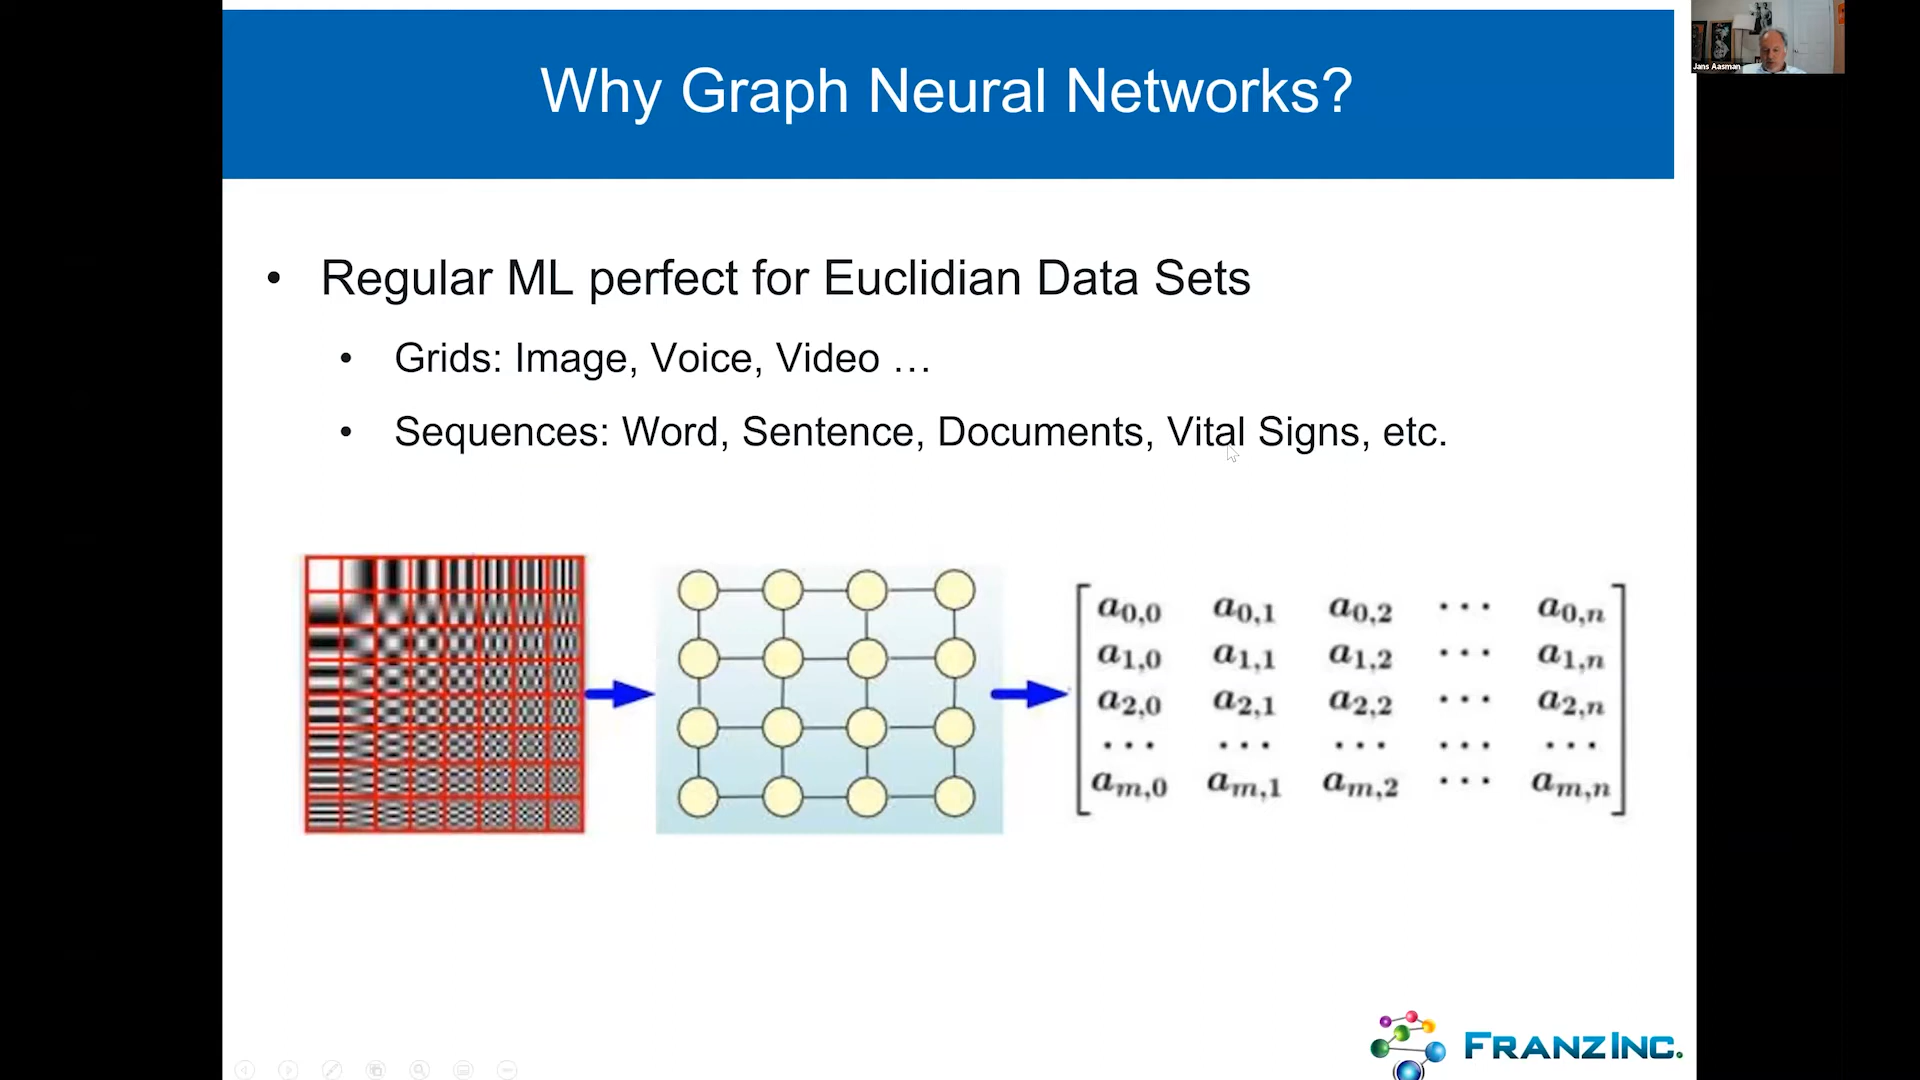 Why Graph Neural Networks?
Jans Aasman
• Regular ML perfect for Euclidian Data Sets
• Grids: Image, Voice, Video …
• Sequences: Word, Sentence, Documents, Vital Signs, etc.
a0,0 a0,1 a0,2 ··· a0,n
a1,0 a1,1 a1,2 ··· a1,n
a2,0 a2,1 a2,2 ··· a2,n
··· ··· ··· ··· ···
am,0 am,1 am,2 ··· am,n
FRANZ INC.